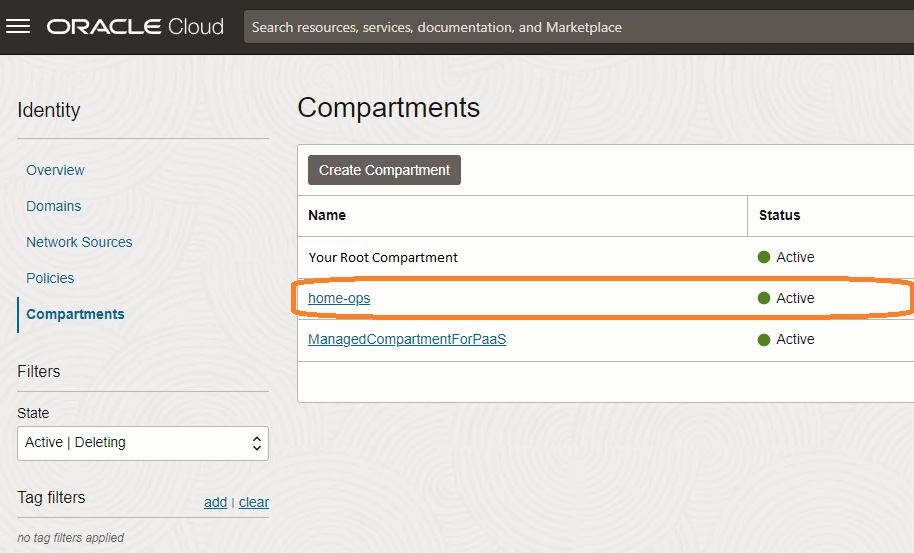 ORACLE Cloud
Search resources, services, documentation, and Marketplace
Identity
Overview
Domains
Network Sources
Policies
Compartments
Filters
State
Active | Deleting
Tag filters
add | clear
no tag filters applied
Compartments
Create Compartment
Name Status
Your Root Compartment Active
home-ops Active
ManagedCompartmentForPaaS Active